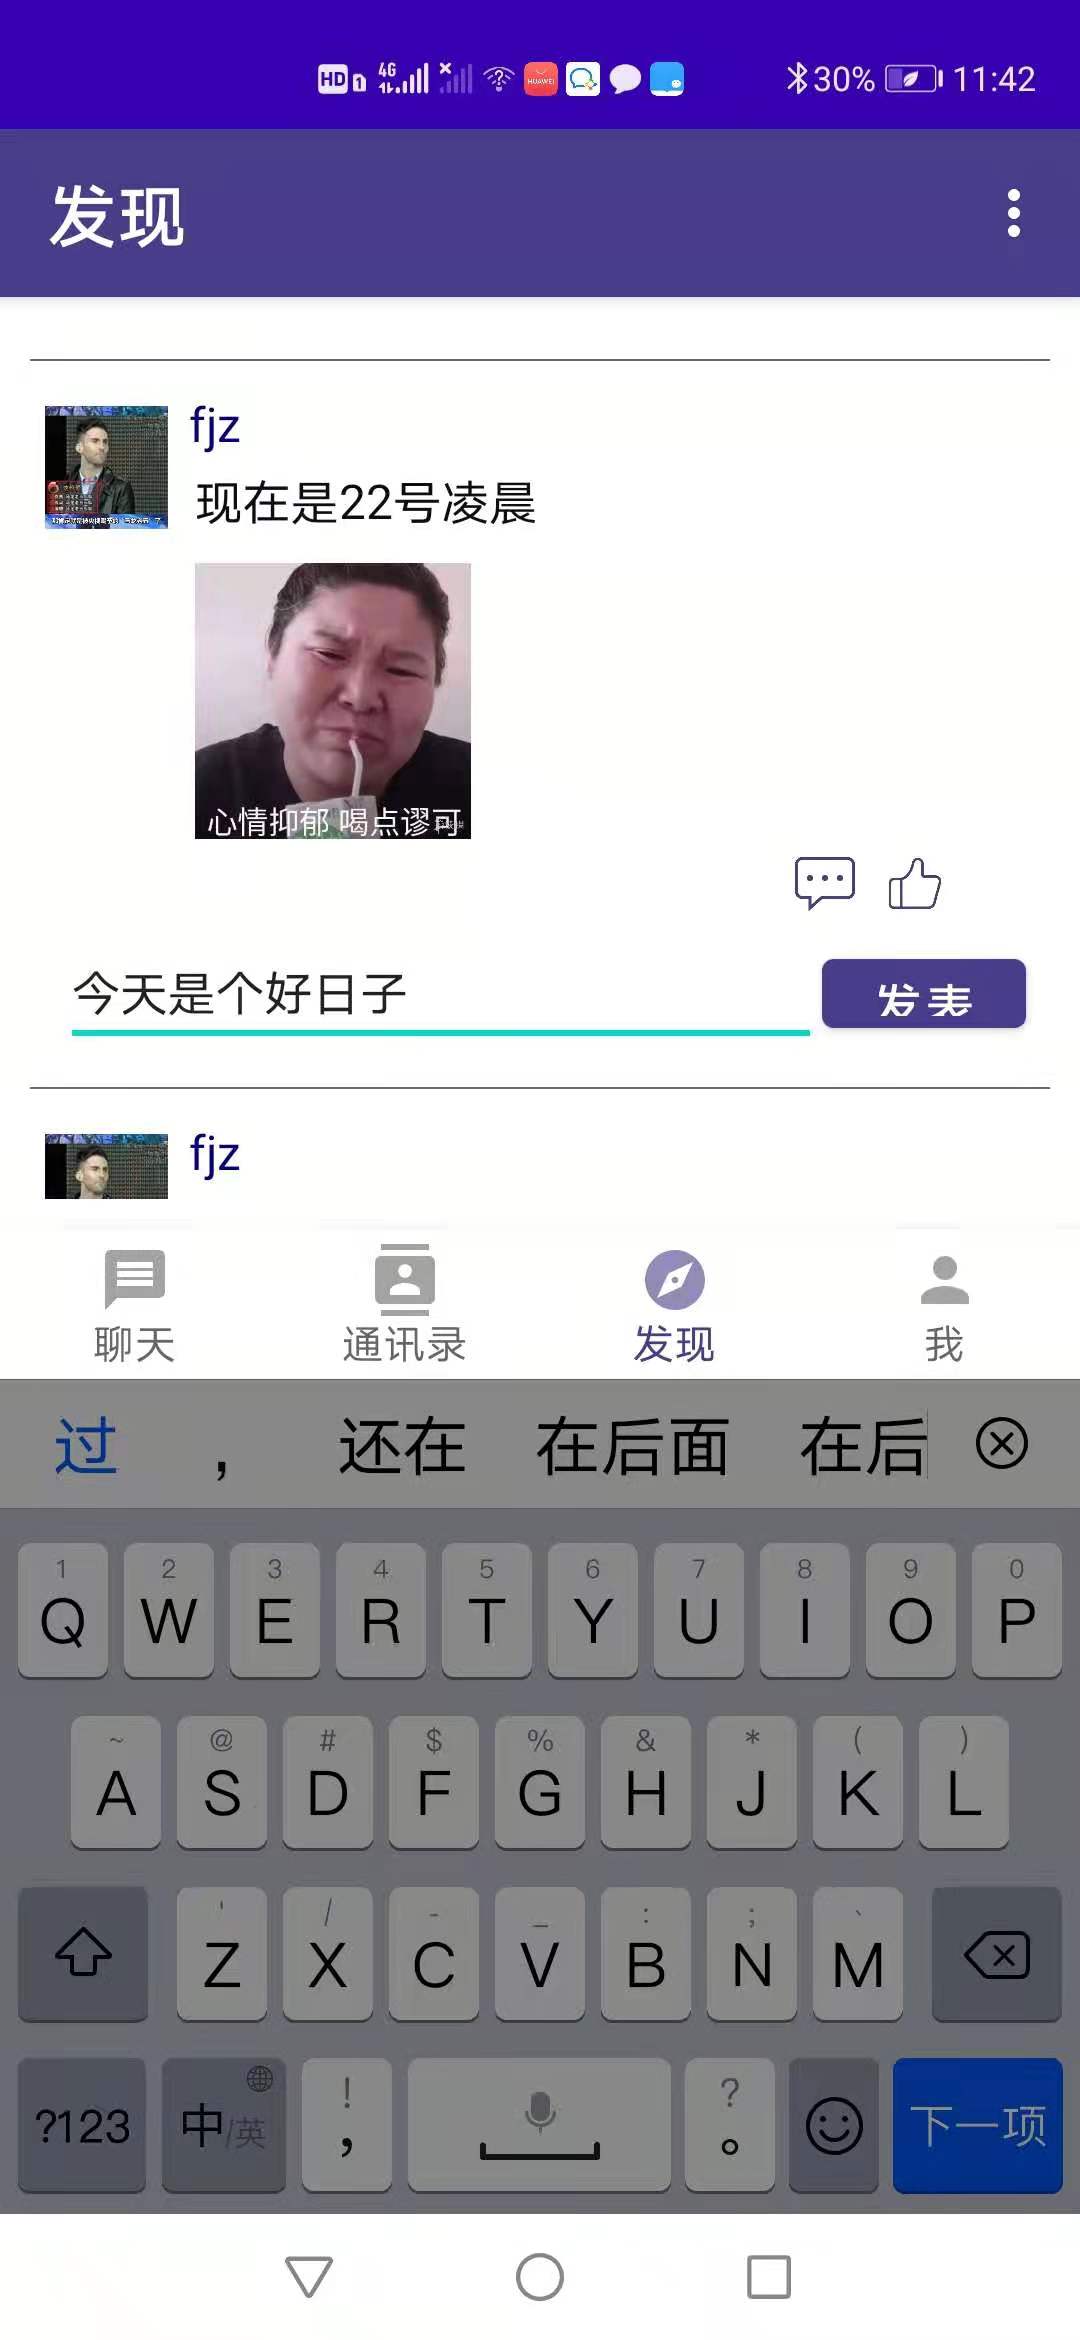 HD 4G HUAWEI 30% 11:42
发现
fjz
现在是22号凌晨
心情抑郁 喝点谬可
今天是个好日子
发表
fjz
聊天 通讯录 发现 我
过 , 还在 在后面 在后
1 2 3 4 5 6 7 8 9 0
Q W E R T Y U I O P
~ @ # $ % & * ( )
A S D F G H J K L
' / - _ : ; 、
Z X C V B N M
! ?
?123 中/英 , 。 下一项